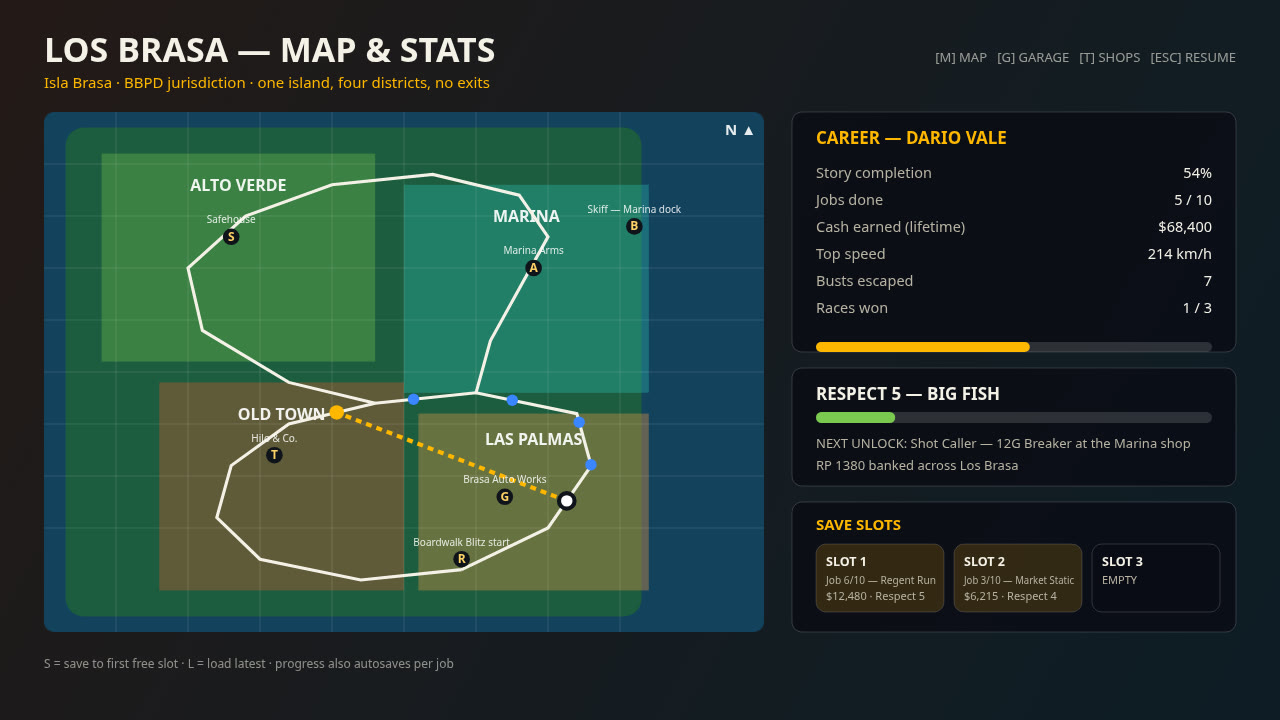 LOS BRASA — MAP & STATS
Isla Brasa · BBPD jurisdiction · one island, four districts, no exits
[M] MAP [G] GARAGE [T] SHOPS [ESC] RESUME
N ▲
ALTO VERDE
Safehouse
S
MARINA
Skiff — Marina dock
B
Marina Arms
A
OLD TOWN
Hilo & Co.
T
LAS PALMAS
Brasa Auto Works
G
Boardwalk Blitz start
R
CAREER — DARIO VALE
Story completion 54%
Jobs done 5 / 10
Cash earned (lifetime) $68,400
Top speed 214 km/h
Busts escaped 7
Races won 1 / 3
RESPECT 5 — BIG FISH
NEXT UNLOCK: Shot Caller — 12G Breaker at the Marina shop
RP 1380 banked across Los Brasa
SAVE SLOTS
SLOT 1
Job 6/10 — Regent Run
$12,480 · Respect 5
SLOT 2
Job 3/10 — Market Static
$6,215 · Respect 4
SLOT 3
EMPTY
S = save to first free slot · L = load latest · progress also autosaves per job